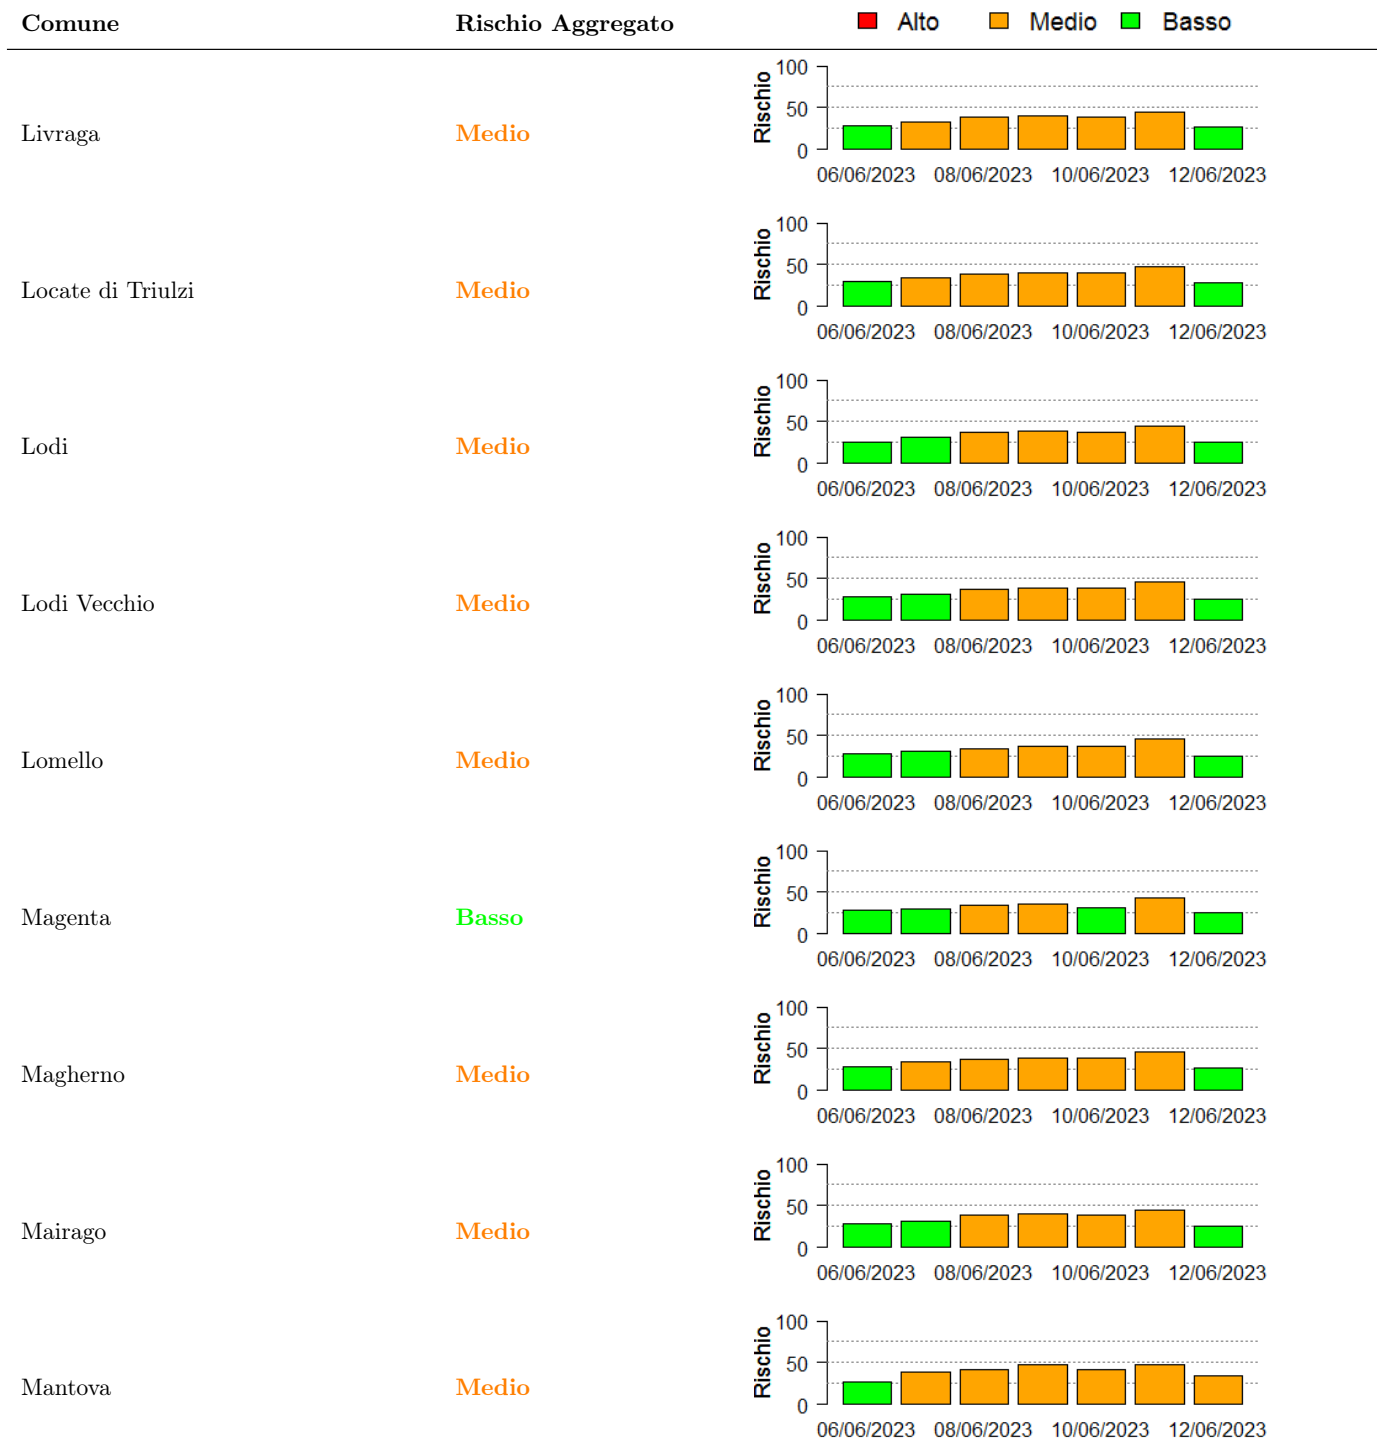 Comune Rischio Aggregato Alto Medio Basso
Livraga Medio Rischio 100 50 0
06/06/2023 08/06/2023 10/06/2023 12/06/2023
Locate di Triulzi Medio Rischio 100 50 0
06/06/2023 08/06/2023 10/06/2023 12/06/2023
Lodi Medio Rischio 100 50 0
06/06/2023 08/06/2023 10/06/2023 12/06/2023
Lodi Vecchio Medio Rischio 100 50 0
06/06/2023 08/06/2023 10/06/2023 12/06/2023
Lomello Medio Rischio 100 50 0
06/06/2023 08/06/2023 10/06/2023 12/06/2023
Magenta Basso Rischio 100 50 0
06/06/2023 08/06/2023 10/06/2023 12/06/2023
Magherno Medio Rischio 100 50 0
06/06/2023 08/06/2023 10/06/2023 12/06/2023
Mairago Medio Rischio 100 50 0
06/06/2023 08/06/2023 10/06/2023 12/06/2023
Mantova Medio Rischio 100 50 0
06/06/2023 08/06/2023 10/06/2023 12/06/2023